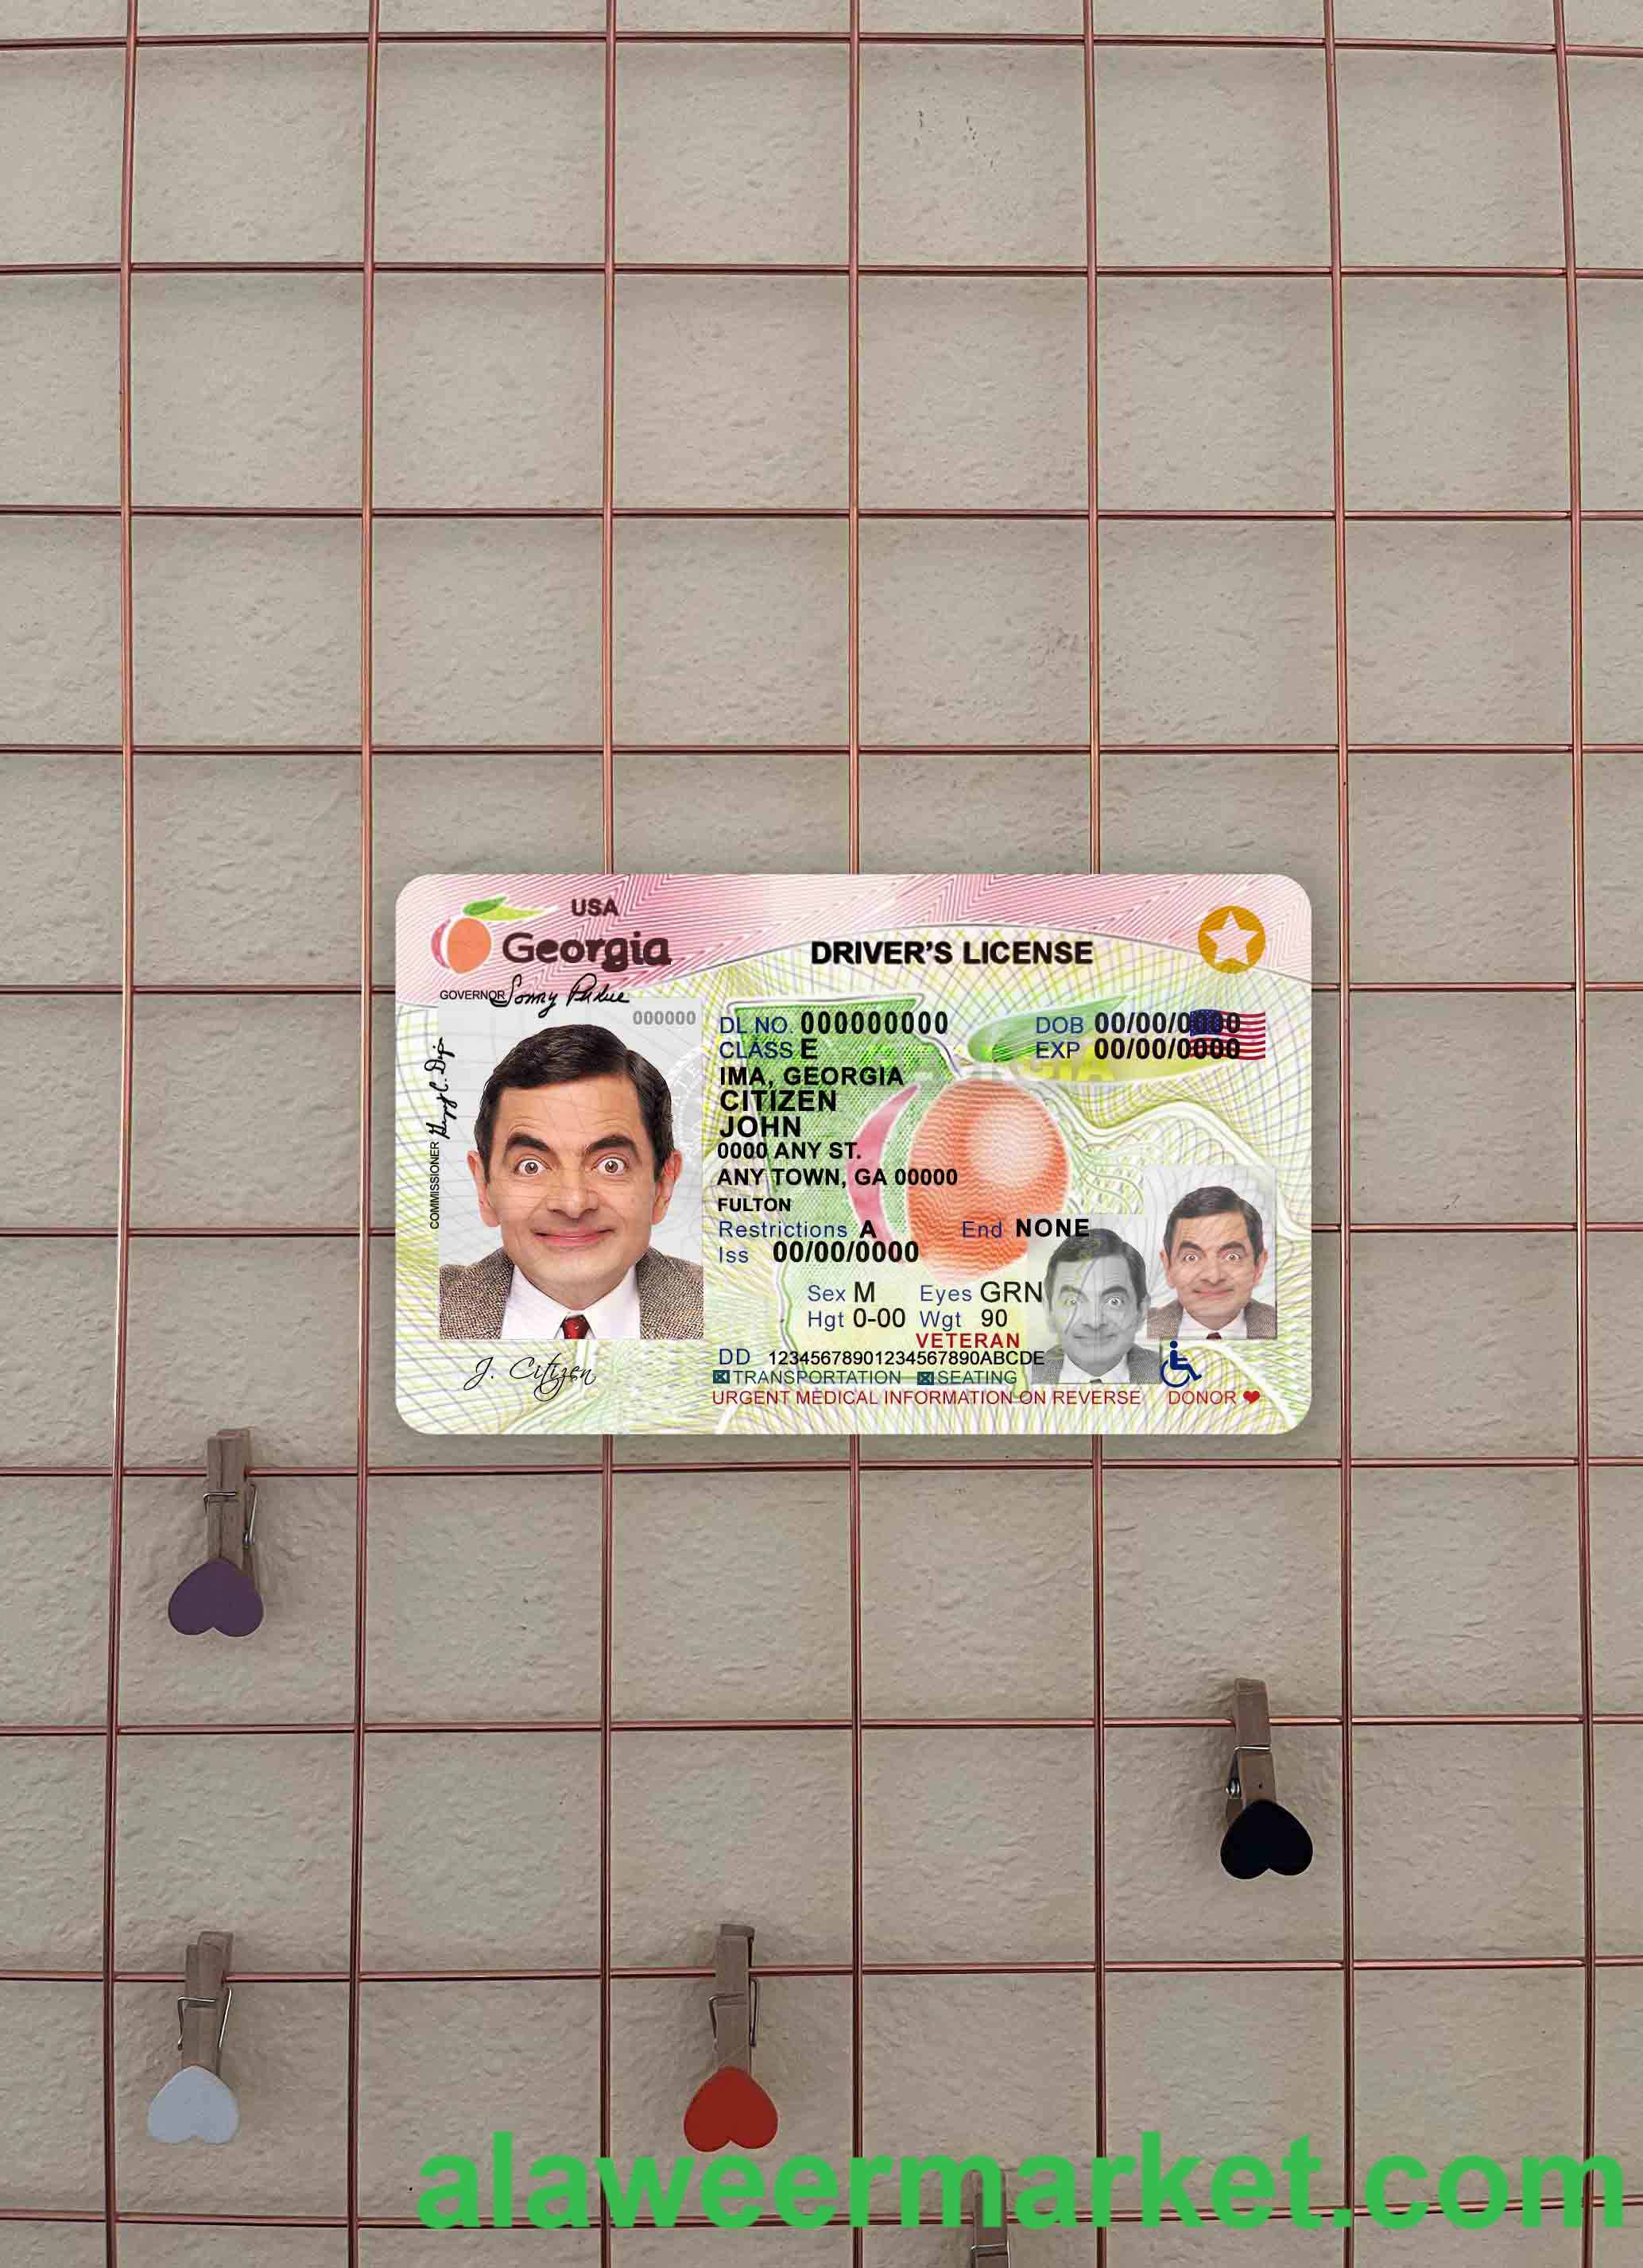 USA
Georgia
DRIVER'S LICENSE
GOVERNOR Sonny Perdue
000000
COMMISSIONER
DL NO 000000000
DOB 00/00/0000
CLASS E
EXP 00/00/0000
IMA, GEORGIA
CITIZEN
JOHN
0000 ANY ST.
ANY TOWN, GA 00000
FULTON
Restrictions A End NONE
Iss 00/00/0000
Sex M Eyes GRN
Hgt 0-00 Wgt 90
VETERAN
DD 12345678901234567890ABCDE
TRANSPORTATION SEATING
URGENT MEDICAL INFORMATION ON REVERSE DONOR
J. Citizen
alaweermarket.com